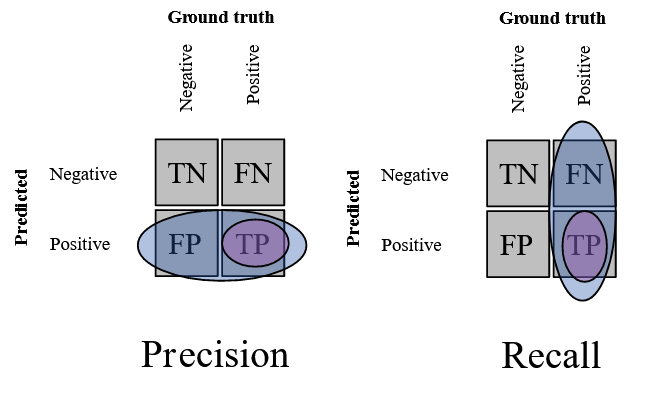 Ground truth
Negative
Positive
Predicted
Negative
TN
FN
Positive
FP
TP
Precision
Ground truth
Negative
Positive
Predicted
Negative
TN
FN
Positive
FP
TP
Recall